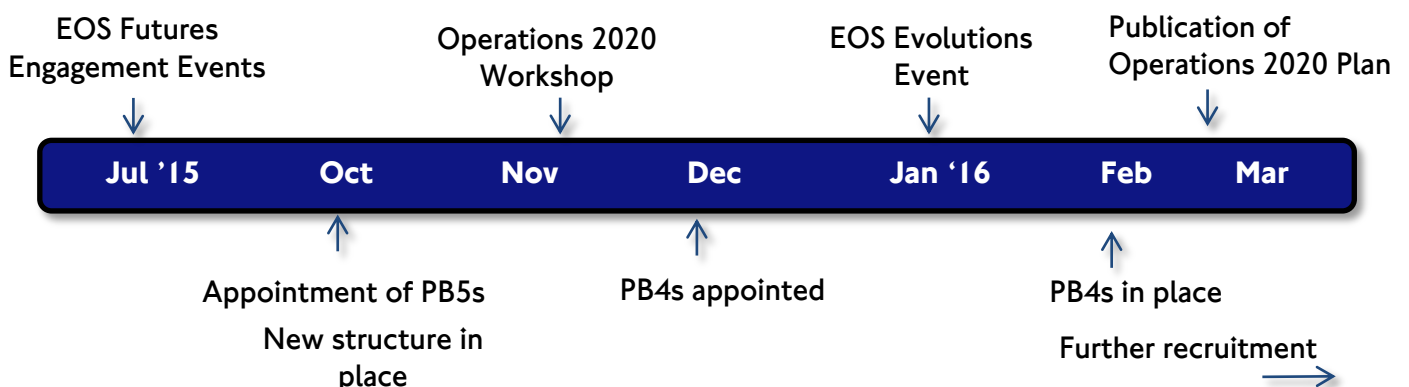 EOS Futures
Engagement Events
Operations 2020
Workshop
EOS Evolutions
Event
Publication of
Operations 2020 Plan
Jul ’15
Oct
Nov
Dec
Jan ‘16
Feb
Mar
Appointment of PB5s
New structure in
place
PB4s appointed
PB4s in place
Further recruitment